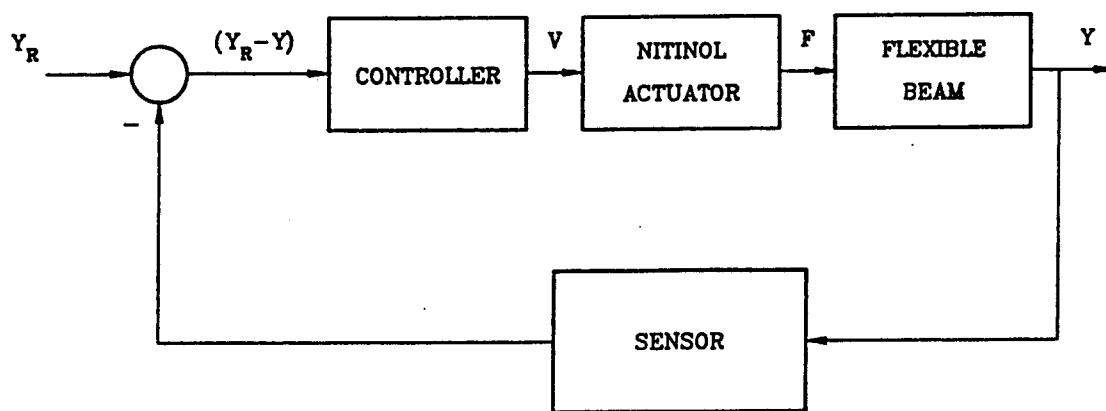 Y_R
(Y_R-Y)
CONTROLLER
V
NITINOL
ACTUATOR
F
FLEXIBLE
BEAM
Y
–
SENSOR